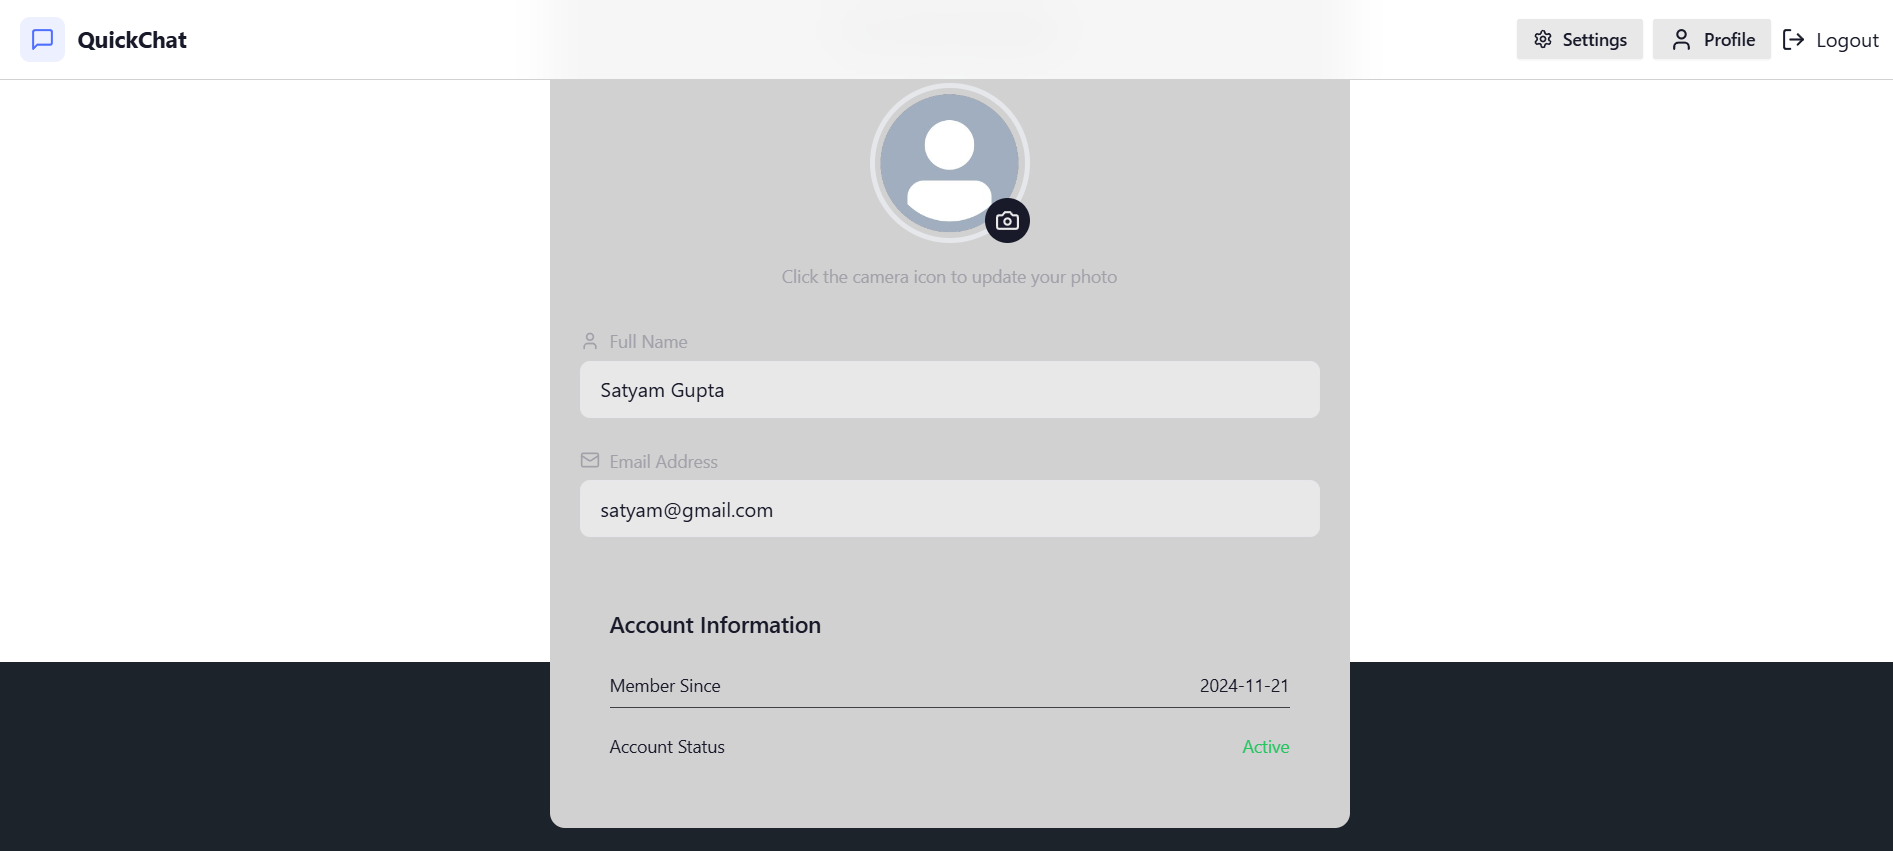 QuickChat
Settings
Profile
Logout
Click the camera icon to update your photo
Full Name
Satyam Gupta
Email Address
satyam@gmail.com
Account Information
Member Since 2024-11-21
Account Status Active